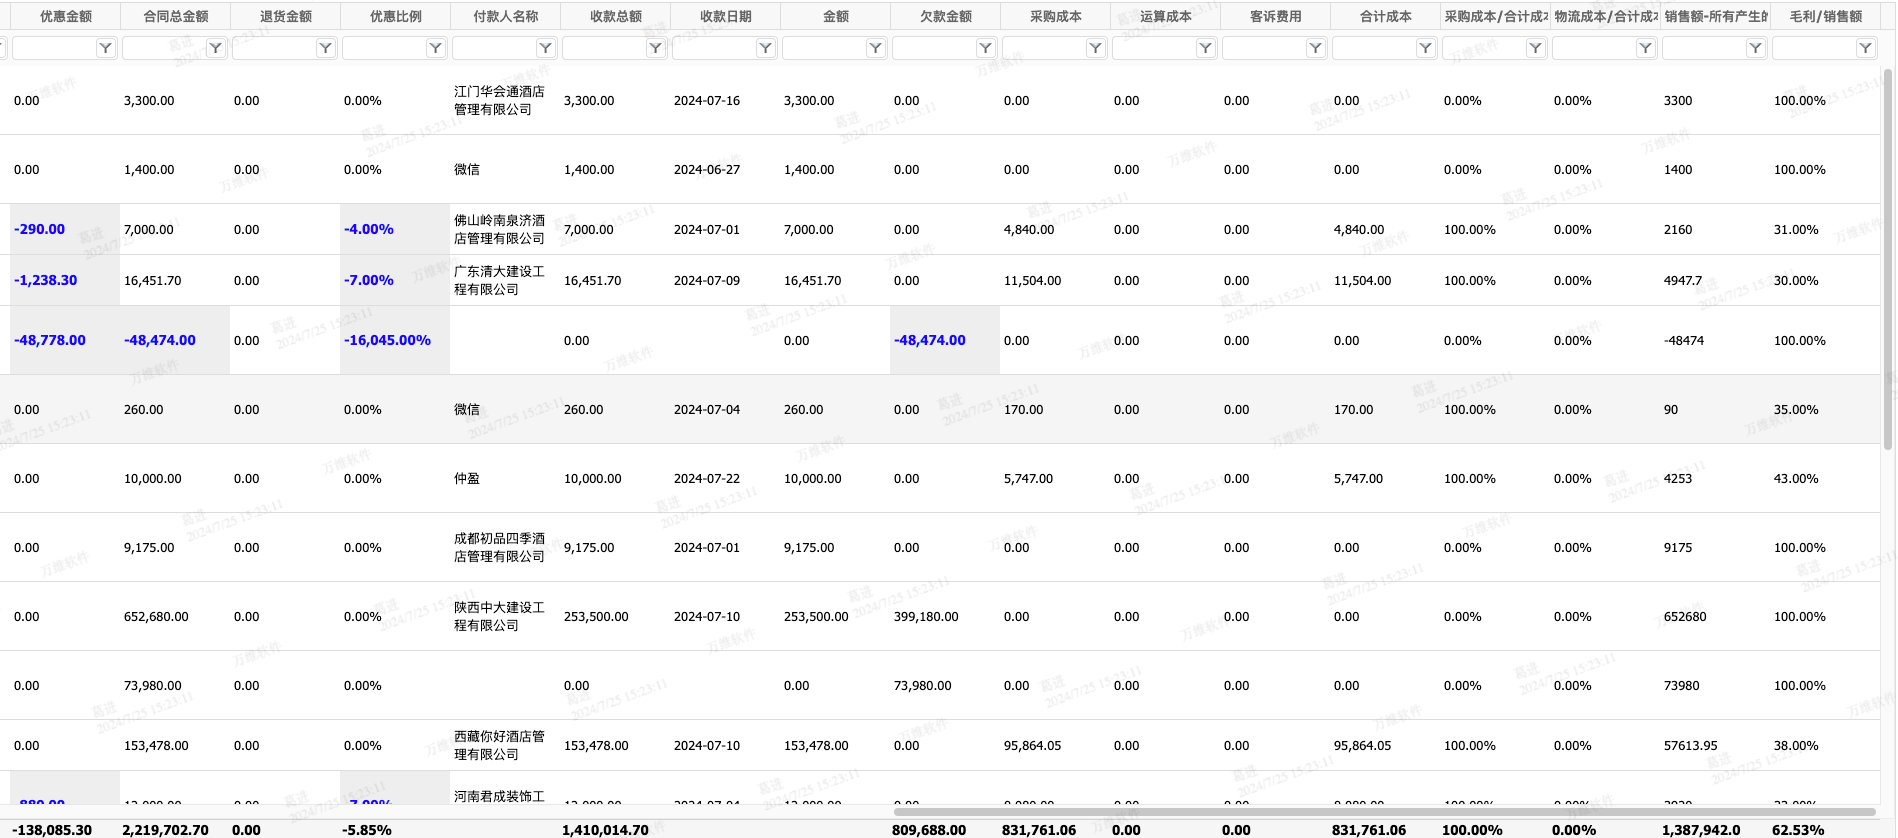 优惠金额 合同总金额 退货金额 优惠比例 付款人名称 收款总额 收款日期 金额 欠款金额 采购成本 运算成本 客诉费用 合计成本 采购成本/合计成本 物流成本/合计成本 销售额-所有产生的 毛利/销售额
0.00 3,300.00 0.00 0.00% 江门华会通酒店管理有限公司 3,300.00 2024-07-16 3,300.00 0.00 0.00 0.00 0.00 0.00 0.00% 0.00% 3300 100.00%
0.00 1,400.00 0.00 0.00% 微信 1,400.00 2024-06-27 1,400.00 0.00 0.00 0.00 0.00 0.00 0.00% 0.00% 1400 100.00%
-290.00 7,000.00 0.00 -4.00% 佛山岭南泉济酒店管理有限公司 7,000.00 2024-07-01 7,000.00 0.00 4,840.00 0.00 0.00 4,840.00 100.00% 0.00% 2160 31.00%
-1,238.30 16,451.70 0.00 -7.00% 广东清大建设工程有限公司 16,451.70 2024-07-09 16,451.70 0.00 11,504.00 0.00 0.00 11,504.00 100.00% 0.00% 4947.7 30.00%
-48,778.00 -48,474.00 0.00 -16,045.00% 0.00 0.00 -48,474.00 0.00 0.00 0.00 0.00 0.00% 0.00% -48474 100.00%
0.00 260.00 0.00 0.00% 微信 260.00 2024-07-04 260.00 0.00 170.00 0.00 0.00 170.00 100.00% 0.00% 90 35.00%
0.00 10,000.00 0.00 0.00% 仲盈 10,000.00 2024-07-22 10,000.00 0.00 5,747.00 0.00 0.00 5,747.00 100.00% 0.00% 4253 43.00%
0.00 9,175.00 0.00 0.00% 成都初品四季酒店管理有限公司 9,175.00 2024-07-01 9,175.00 0.00 0.00 0.00 0.00 0.00 0.00% 0.00% 9175 100.00%
0.00 652,680.00 0.00 0.00% 陕西中大建设工程有限公司 253,500.00 2024-07-10 253,500.00 399,180.00 0.00 0.00 0.00 0.00 0.00% 0.00% 652680 100.00%
0.00 73,980.00 0.00 0.00% 0.00 0.00 73,980.00 0.00 0.00 0.00 0.00 0.00% 0.00% 73980 100.00%
0.00 153,478.00 0.00 0.00% 西藏你好酒店管理有限公司 153,478.00 2024-07-10 153,478.00 0.00 95,864.05 0.00 0.00 95,864.05 100.00% 0.00% 57613.95 38.00%
河南君成装饰工
-138,085.30 2,219,702.70 0.00 -5.85% 1,410,014.70 809,688.00 831,761.06 0.00 0.00 831,761.06 100.00% 0.00% 1,387,942.0 62.53%
葛进
2024/7/25 15:23:11
万维软件